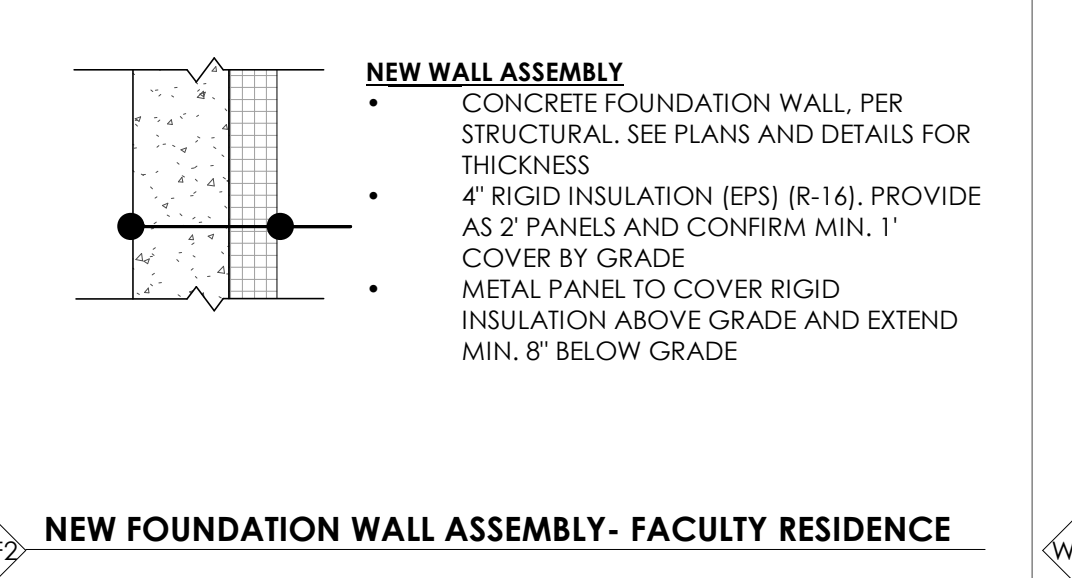 NEW WALL ASSEMBLY
• CONCRETE FOUNDATION WALL, PER
STRUCTURAL. SEE PLANS AND DETAILS FOR
THICKNESS
• 4" RIGID INSULATION (EPS) (R-16). PROVIDE
AS 2' PANELS AND CONFIRM MIN. 1'
COVER BY GRADE
• METAL PANEL TO COVER RIGID
INSULATION ABOVE GRADE AND EXTEND
MIN. 8" BELOW GRADE
NEW FOUNDATION WALL ASSEMBLY- FACULTY RESIDENCE